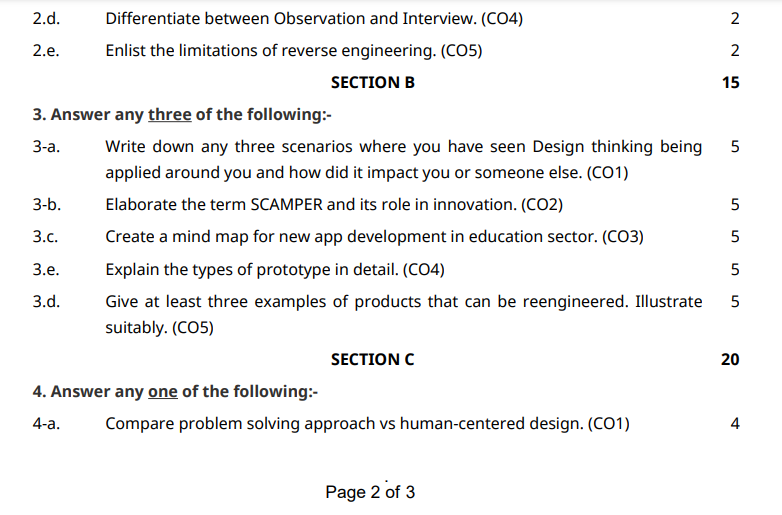 2.d. Differentiate between Observation and Interview. (CO4) 2
2.e. Enlist the limitations of reverse engineering. (CO5) 2
SECTION B 15
3. Answer any three of the following:-
3-a. Write down any three scenarios where you have seen Design thinking being 5
applied around you and how did it impact you or someone else. (CO1)
3-b. Elaborate the term SCAMPER and its role in innovation. (CO2) 5
3.c. Create a mind map for new app development in education sector. (CO3) 5
3.e. Explain the types of prototype in detail. (CO4) 5
3.d. Give at least three examples of products that can be reengineered. Illustrate 5
suitably. (CO5)
SECTION C 20
4. Answer any one of the following:-
4-a. Compare problem solving approach vs human-centered design. (CO1) 4
Page 2 of 3